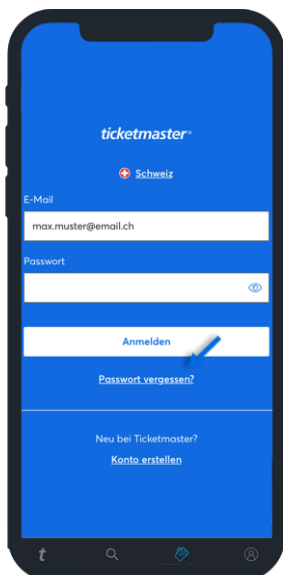 ticketmaster®
Schweiz
E-Mail
max.muster@email.ch
Passwort
Anmelden
Passwort vergessen?
Neu bei Ticketmaster?
Konto erstellen
t